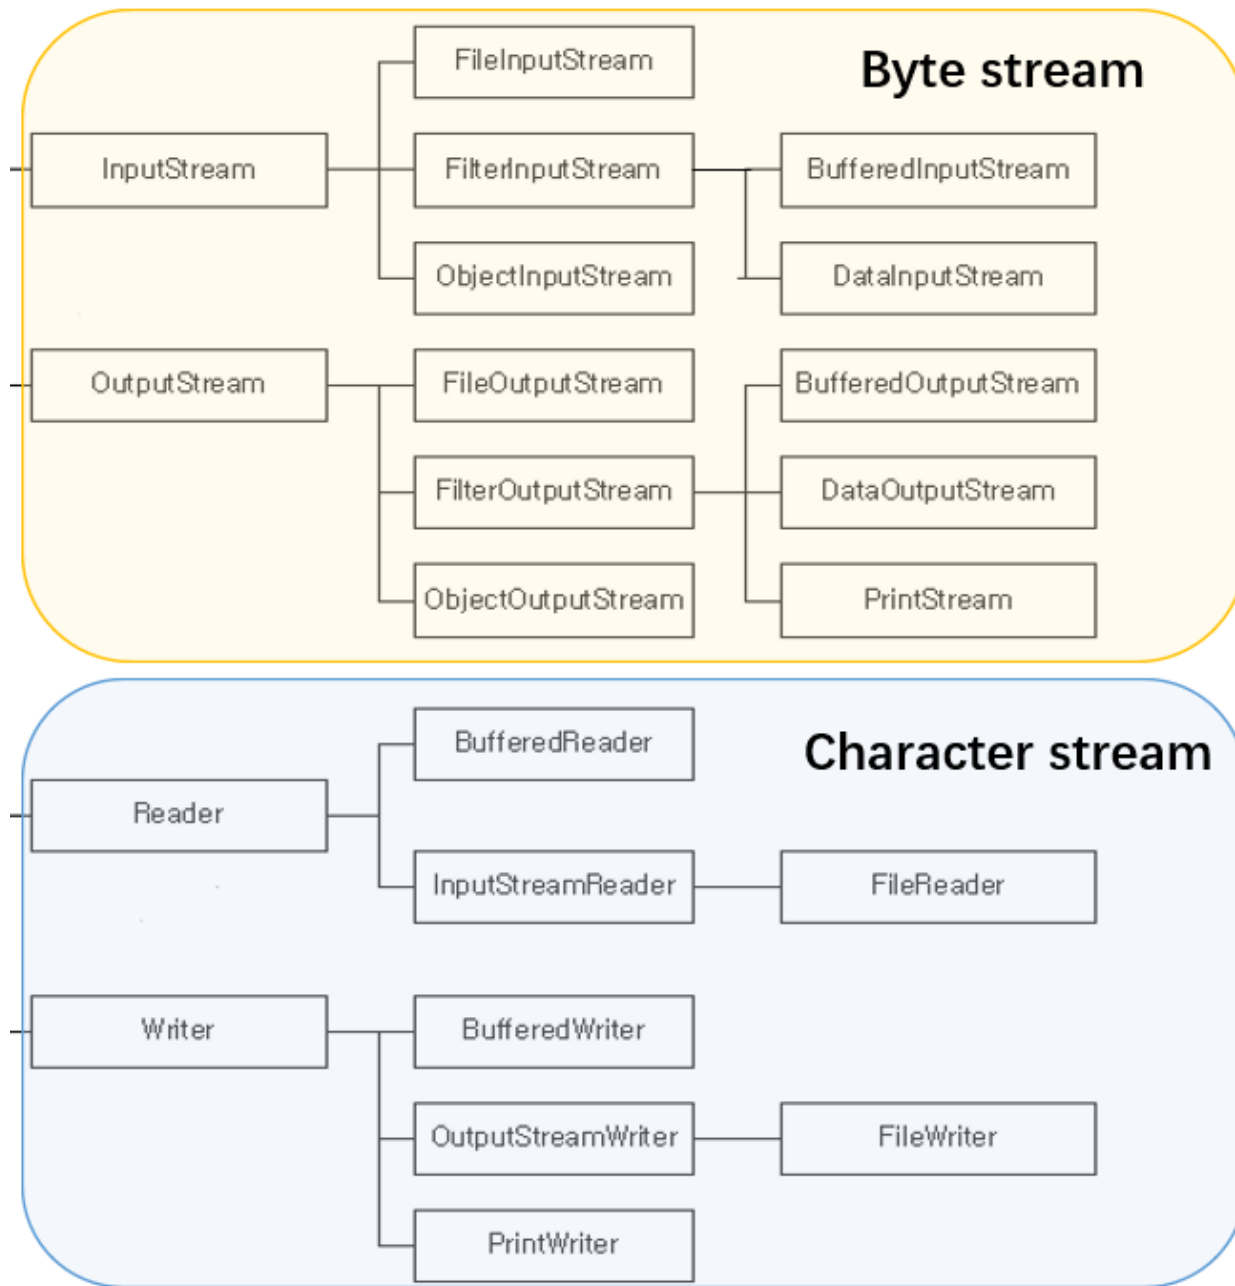 FileInputStream
Byte stream
InputStream
FilterInputStream
BufferedInputStream
ObjectInputStream
DataInputStream
OutputStream
FileOutputStream
BufferedOutputStream
FilterOutputStream
DataOutputStream
ObjectOutputStream
PrintStream
BufferedReader
Character stream
Reader
InputStreamReader
FileReader
Writer
BufferedWriter
OutputStreamWriter
FileWriter
PrintWriter